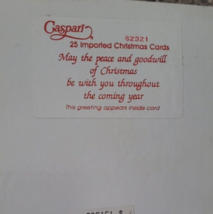 Caspari
62321
25 Imported Christmas Cards
May the peace and goodwill
of Christmas
be with you throughout
the coming year
This greeting appears inside card